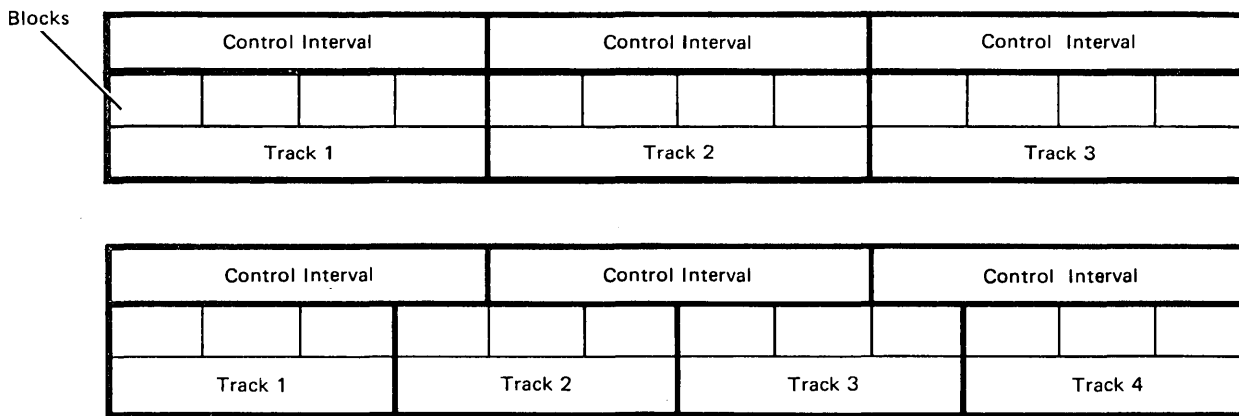 Blocks
Control Interval Control Interval Control Interval
Track 1 Track 2 Track 3
Control Interval Control Interval Control Interval
Track 1 Track 2 Track 3 Track 4